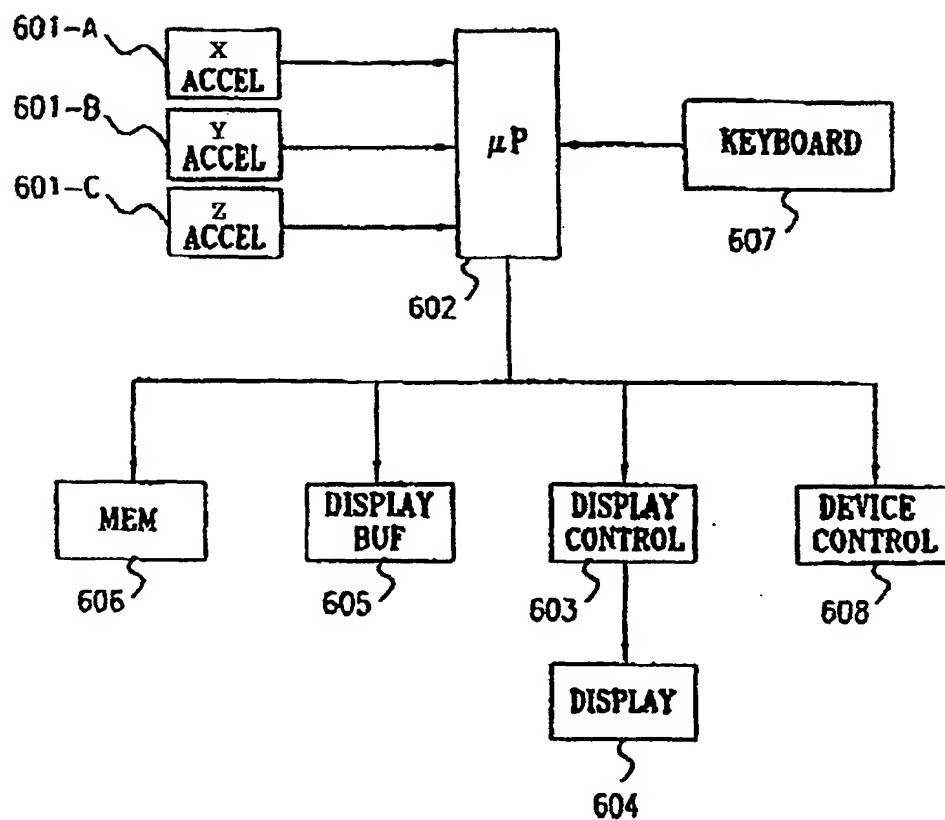 601-A
X
ACCEL
601-B
Y
ACCEL
601-C
Z
ACCEL
μP
602
KEYBOARD
607
MEM
606
DISPLAY
BUF
605
DISPLAY
CONTROL
603
DEVICE
CONTROL
608
DISPLAY
604